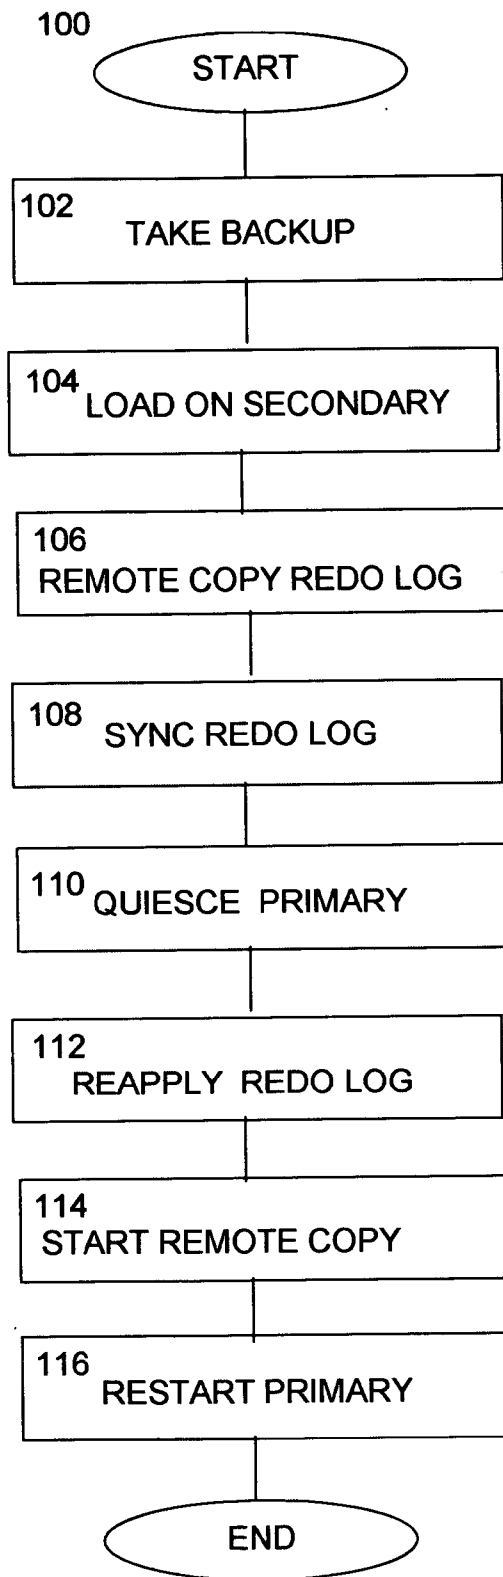 100
START
102
TAKE BACKUP
104
LOAD ON SECONDARY
106
REMOTE COPY REDO LOG
108
SYNC REDO LOG
110
QUIESCE PRIMARY
112
REAPPLY REDO LOG
114
START REMOTE COPY
116
RESTART PRIMARY
END